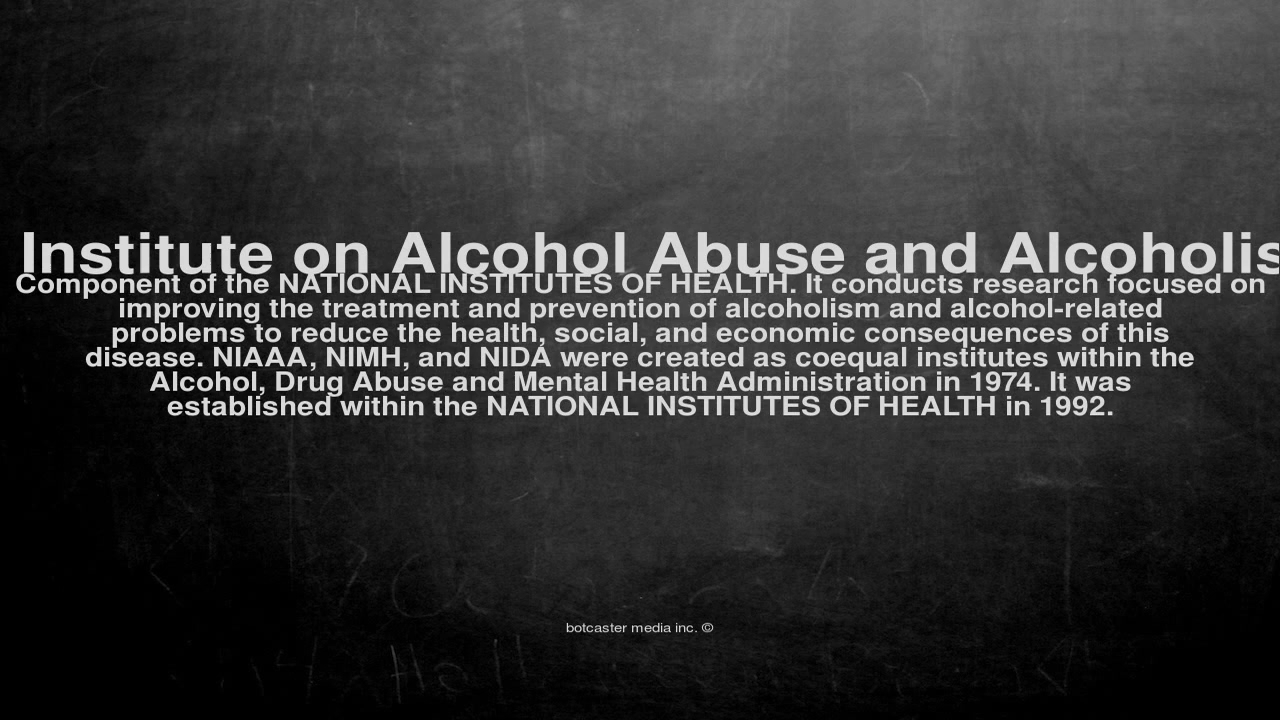 Institute on Alcohol Abuse and Alcoholis
Component of the NATIONAL INSTITUTES OF HEALTH. It conducts research focused on
improving the treatment and prevention of alcoholism and alcohol-related
problems to reduce the health, social, and economic consequences of this
disease. NIAAA, NIMH, and NIDA were created as coequal institutes within the
Alcohol, Drug Abuse and Mental Health Administration in 1974. It was
established within the NATIONAL INSTITUTES OF HEALTH in 1992.
botcaster media inc. ©